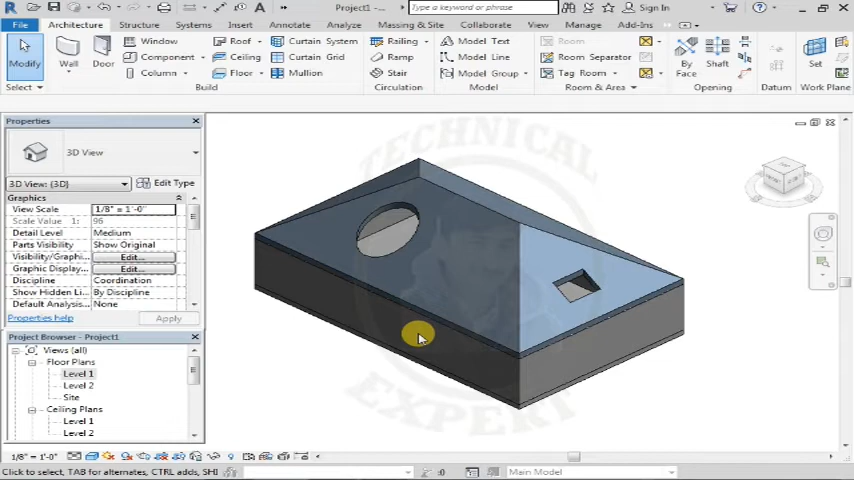 Project1 -...
Type a keyword or phrase
Sign In
File Architecture Structure Systems Insert Annotate Analyze Massing & Site Collaborate View Manage Add-Ins
Modify
Wall
Door
Window
Component
Column
Roof
Ceiling
Floor
Curtain System
Curtain Grid
Mullion
Railing
Ramp
Stair
Model Text
Model Line
Model Group
Room
Room Separator
Tag Room
By Face
Shaft
Set
Select
Build
Circulation
Model
Room & Area
Opening
Datum
Work Plane
Properties
3D View
3D View: {3D}
Edit Type
Graphics
View Scale 1/8" = 1'-0"
Scale Value 1: 96
Detail Level Medium
Parts Visibility Show Original
Visibility/Graphi... Edit...
Graphic Display... Edit...
Discipline Coordination
Show Hidden Li... By Discipline
Default Analysis... None
Properties help
Apply
Project Browser - Project1
Views (all)
Floor Plans
Level 1
Level 2
Site
Ceiling Plans
Level 1
Level 2
TECHNICAL
EXPERT
1/8" = 1'-0"
Click to select, TAB for alternates, CTRL adds, SHI
:0
Main Model